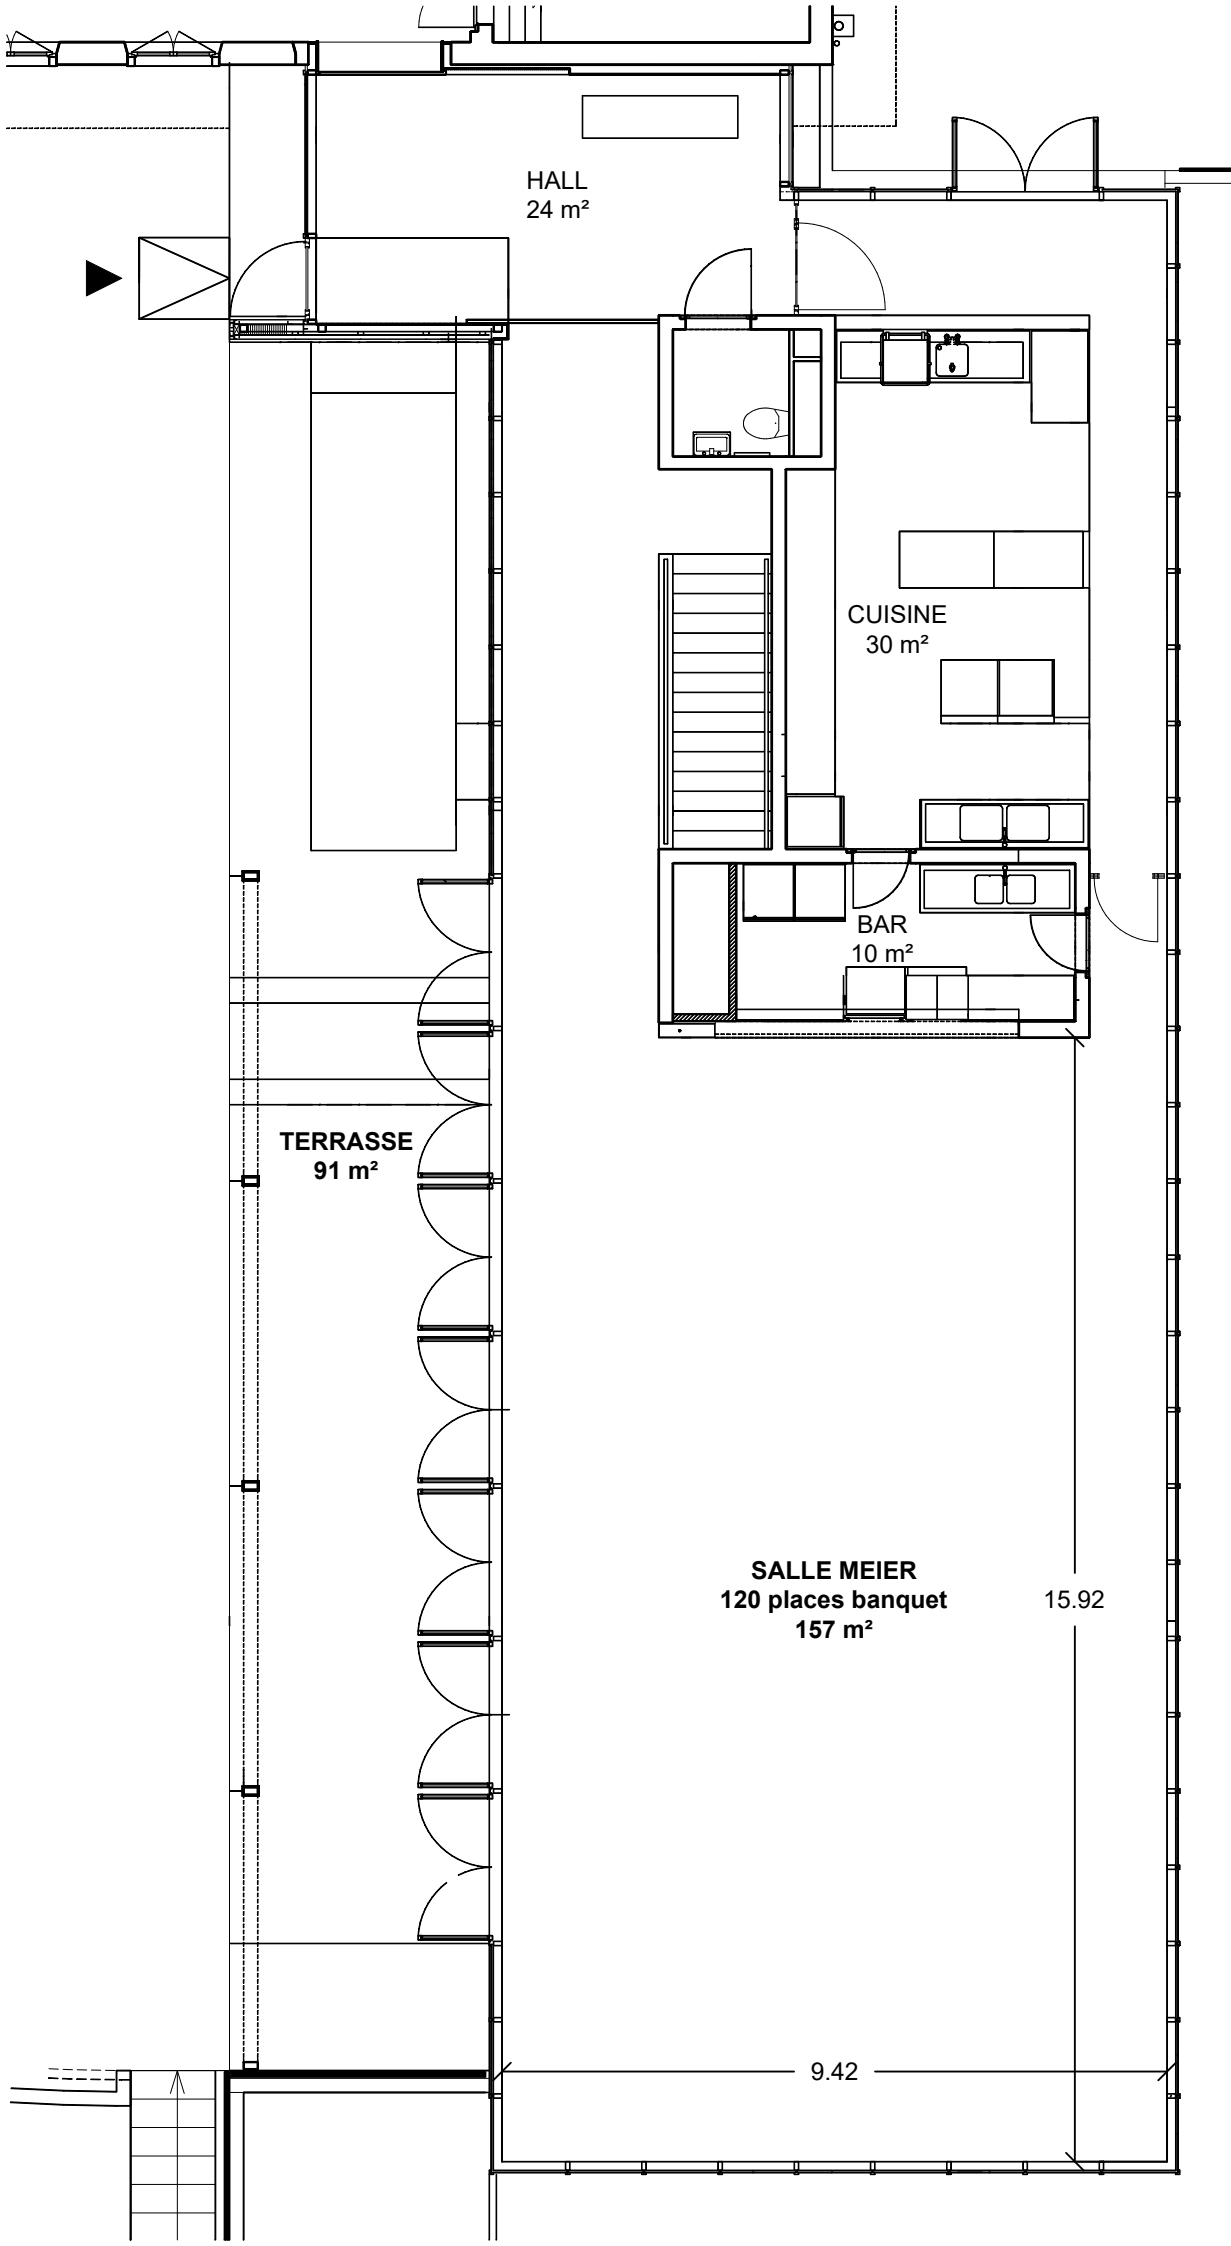 HALL
24 m²
CUISINE
30 m²
BAR
10 m²
TERRASSE
91 m²
SALLE MEIER
120 places banquet
157 m²
15.92
9.42